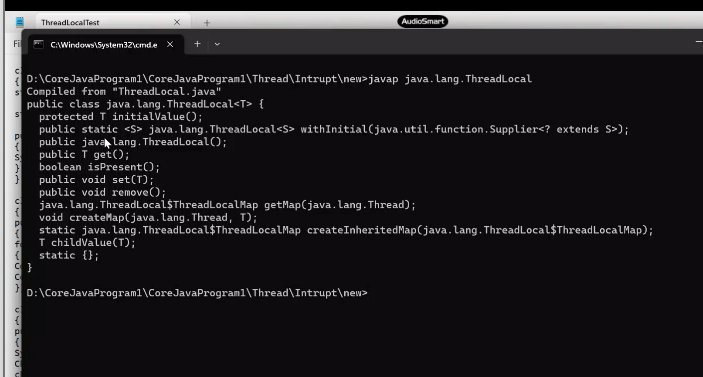 ThreadLocalTest
AudioSmart
C:\Windows\System32\cmd.e
D:\CoreJavaProgram1\CoreJavaProgram1\Thread\Intrupt\new>javap java.lang.ThreadLocal
Compiled from "ThreadLocal.java"
public class java.lang.ThreadLocal<T> {
  protected T initialValue();
  public static <S> java.lang.ThreadLocal<S> withInitial(java.util.function.Supplier<? extends S>);
  public java.lang.ThreadLocal();
  public T get();
  boolean isPresent();
  public void set(T);
  public void remove();
  java.lang.ThreadLocal$ThreadLocalMap getMap(java.lang.Thread);
  void createMap(java.lang.Thread, T);
  static java.lang.ThreadLocal$ThreadLocalMap createInheritedMap(java.lang.ThreadLocal$ThreadLocalMap);
  T childValue(T);
  static {};
}
D:\CoreJavaProgram1\CoreJavaProgram1\Thread\Intrupt\new>